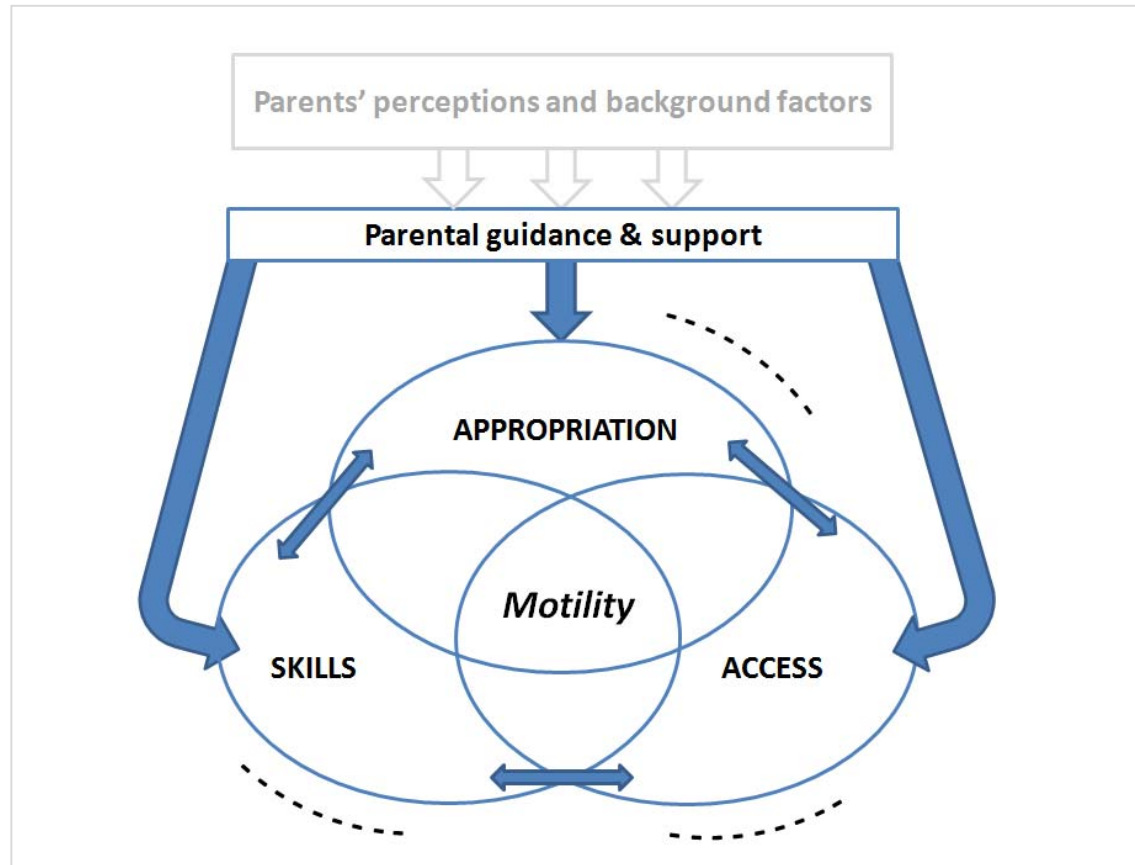 Parents’ perceptions and background factors
Parental guidance & support
APPROPRIATION
Motility
SKILLS
ACCESS